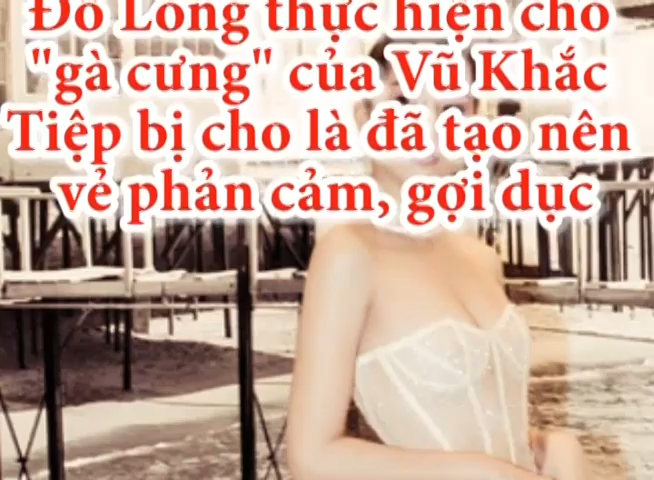 Đỗ Long thực hiện cho
"gà cưng" của Vũ Khắc
Tiệp bị cho là đã tạo nên
vẻ phản cảm, gợi dục